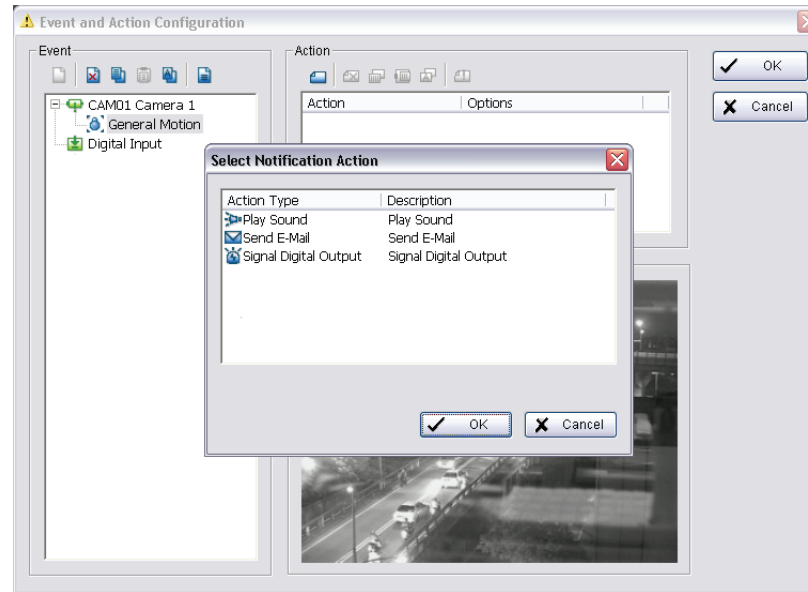 Event and Action Configuration
Event
Action
OK
Cancel
CAM01 Camera 1
General Motion
Digital Input
Action Options
Select Notification Action
Action Type Description
Play Sound Play Sound
Send E-Mail Send E-Mail
Signal Digital Output Signal Digital Output
OK Cancel